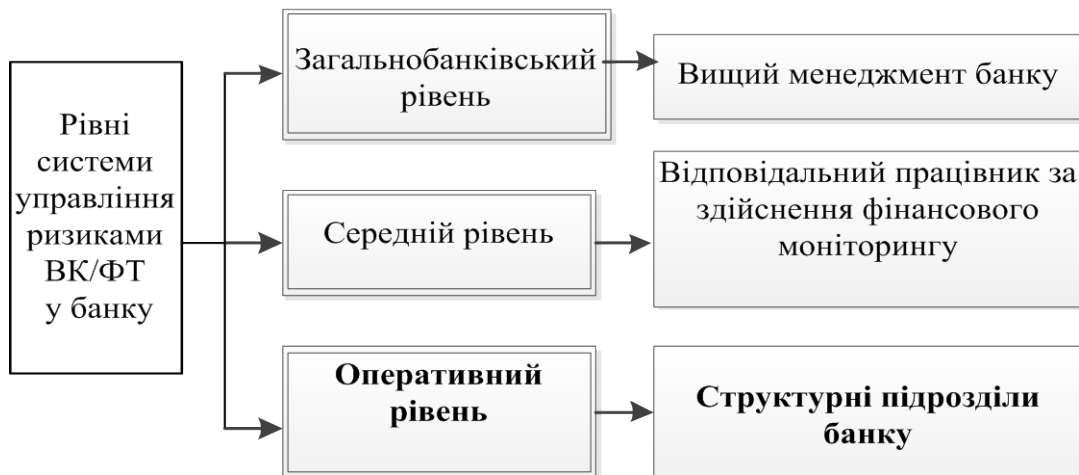 Рівні
системи
управління
ризиками
ВК/ФТ
у банку
Загальнобанківський
рівень
Вищий менеджмент банку
Середній рівень
Відповідальний працівник за
здійснення фінансового
моніторингу
Оперативний
рівень
Структурні підрозділи
банку